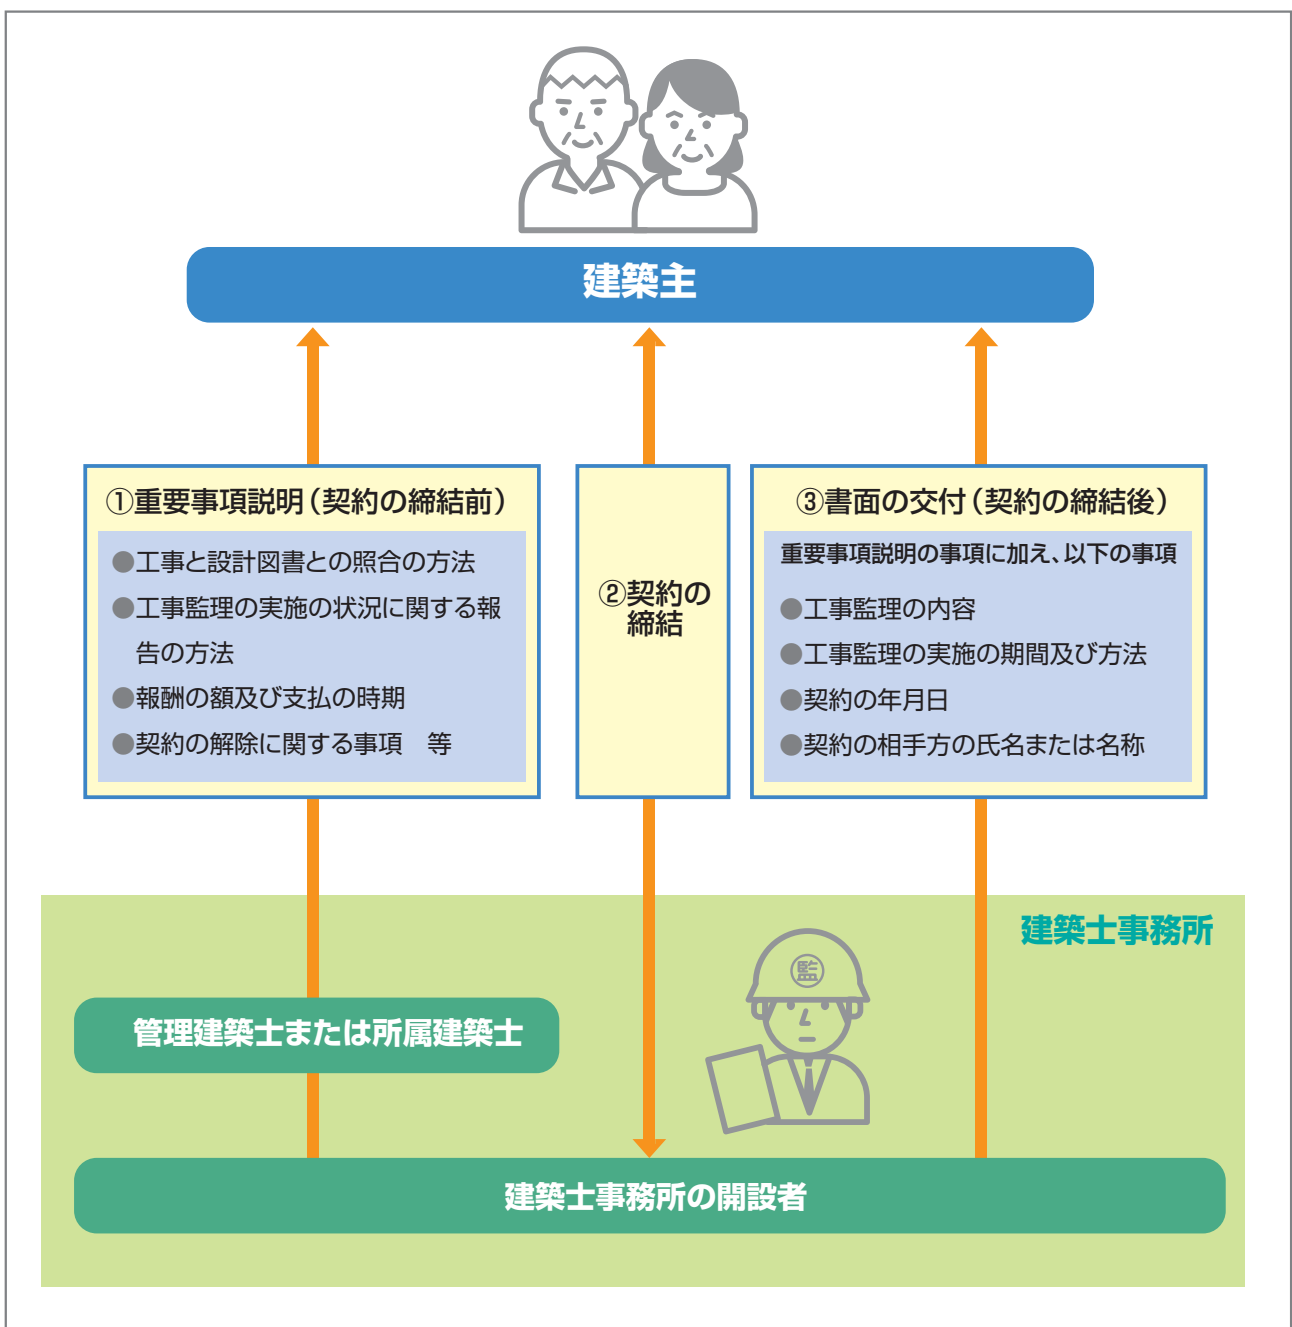 建築主
①重要事項説明（契約の締結前）
●工事と設計図書との照合の方法
●工事監理の実施の状況に関する報
告の方法
●報酬の額及び支払の時期
●契約の解除に関する事項　等
②契約の
締結
③書面の交付（契約の締結後）
重要事項説明の事項に加え、以下の事項
●工事監理の内容
●工事監理の実施の期間及び方法
●契約の年月日
●契約の相手方の氏名または名称
建築士事務所
監
管理建築士または所属建築士
建築士事務所の開設者